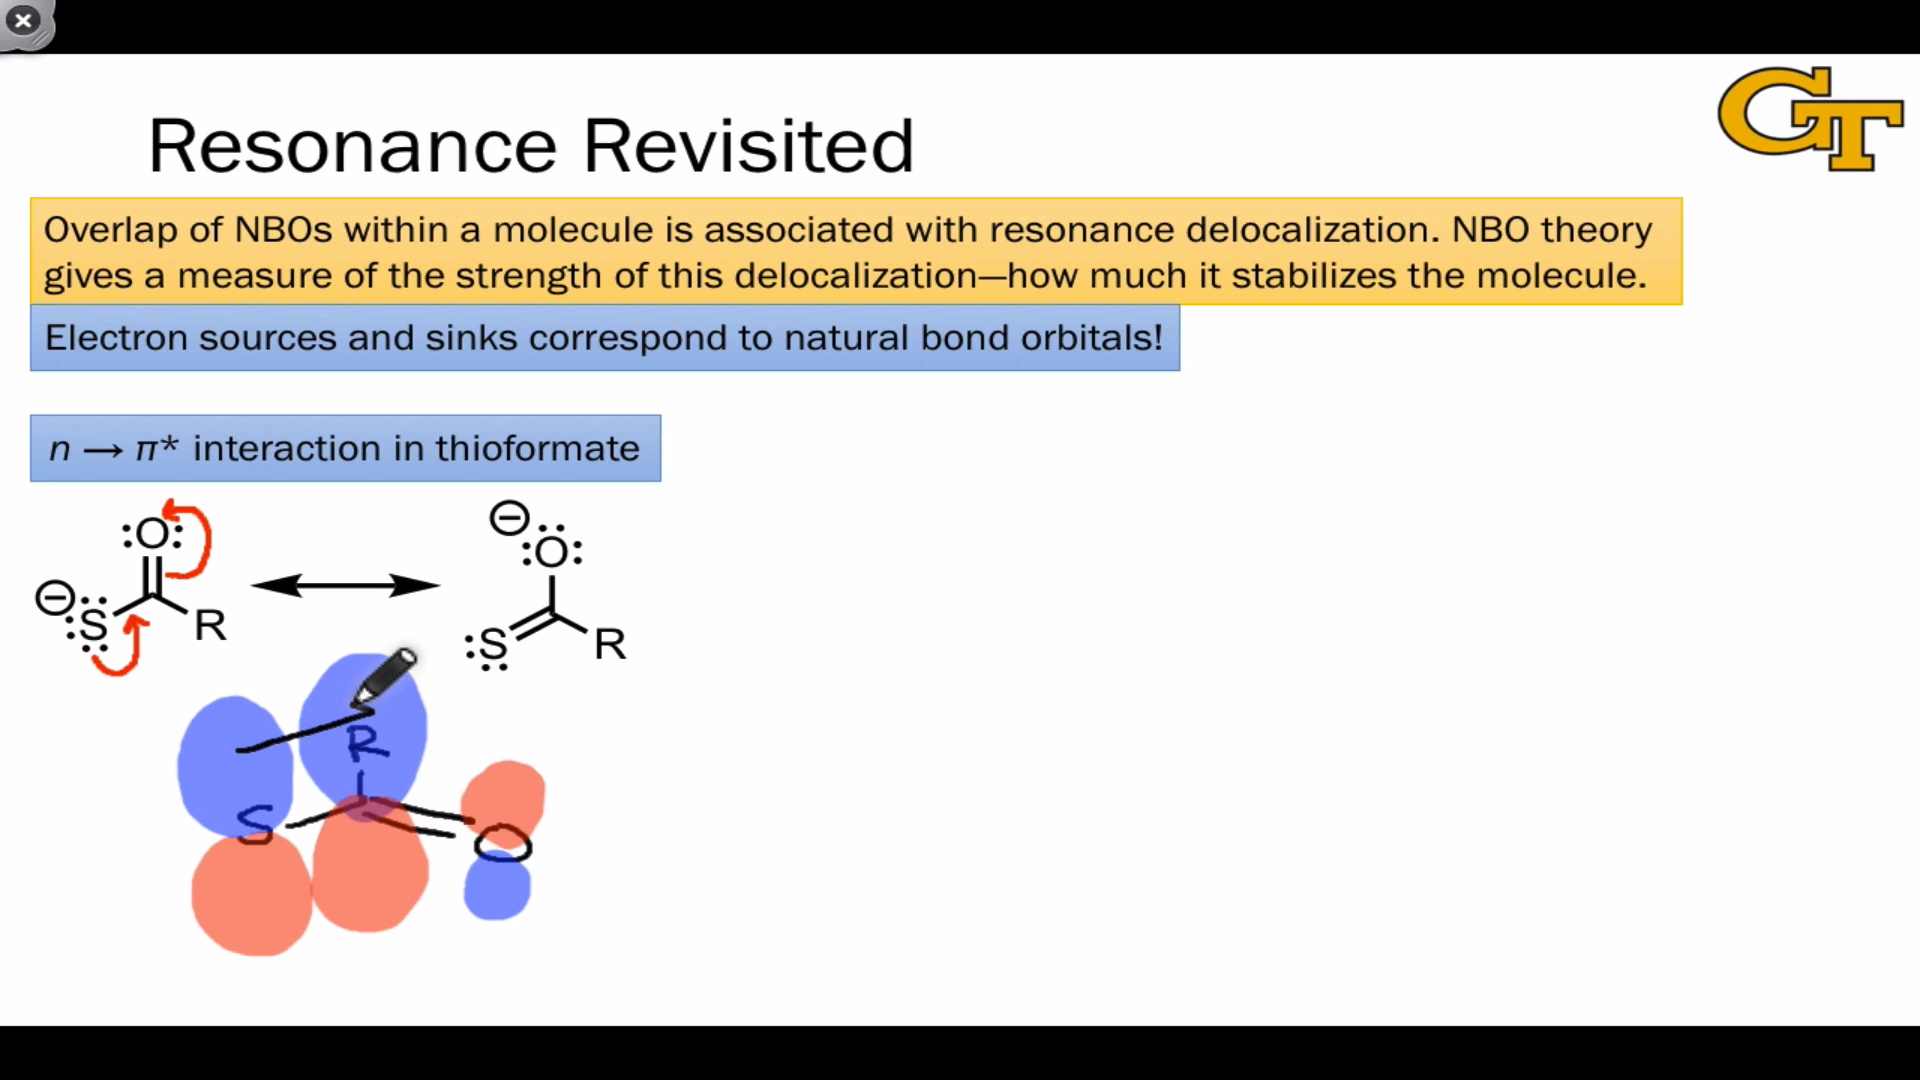 GT
Resonance Revisited
Overlap of NBOs within a molecule is associated with resonance delocalization. NBO theory
gives a measure of the strength of this delocalization—how much it stabilizes the molecule.
Electron sources and sinks correspond to natural bond orbitals!
n → π* interaction in thioformate
:O:
⊖
:S
R
⊖
:O:
:S
R
R
S
O